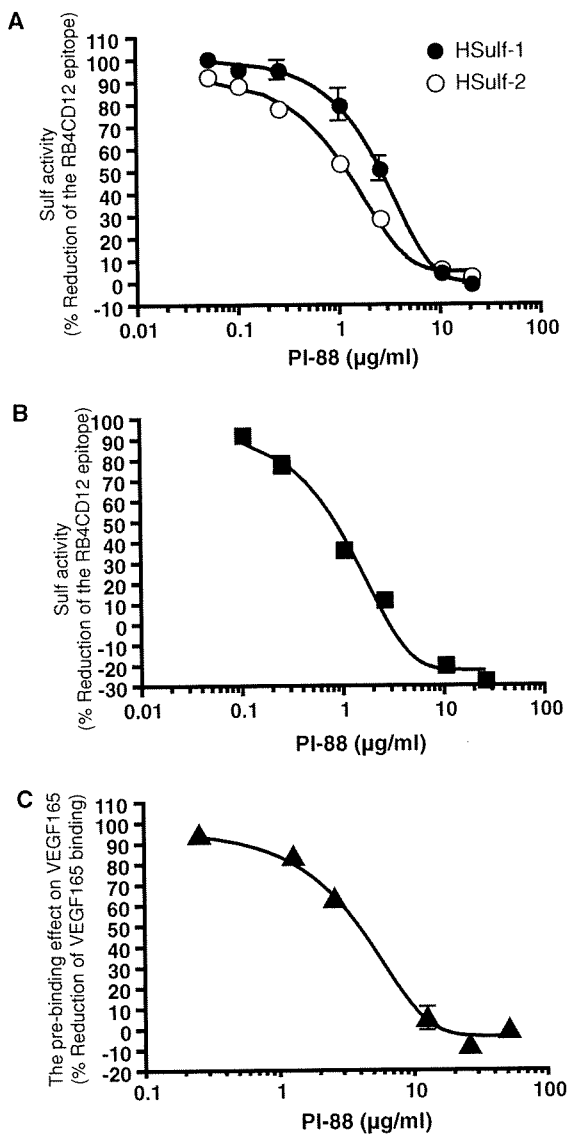 A
HSulf-1
HSulf-2
Sulf activity
(% Reduction of the RB4CD12 epitope)
110
100
90
80
70
60
50
40
30
20
10
0
-10
0.01 0.1 1 10 100
PI-88 (µg/ml)
B
Sulf activity
(% Reduction of the RB4CD12 epitope)
100
90
80
70
60
50
40
30
20
10
0
-10
-20
-30
0.01 0.1 1 10 100
PI-88 (µg/ml)
C
The pre-binding effect on VEGF165
(% Reduction of VEGF165 binding)
110
100
90
80
70
60
50
40
30
20
10
0
-10
-20
0.1 1 10 100
PI-88 (µg/ml)